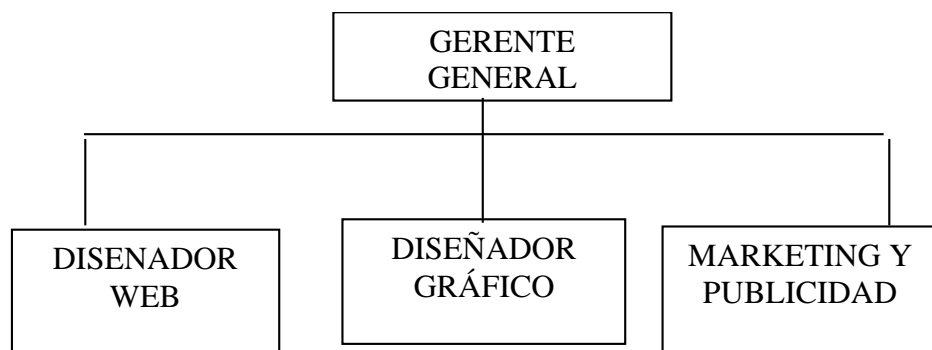 GERENTE
GENERAL
DISENADOR
WEB
DISEÑADOR
GRÁFICO
MARKETING Y
PUBLICIDAD